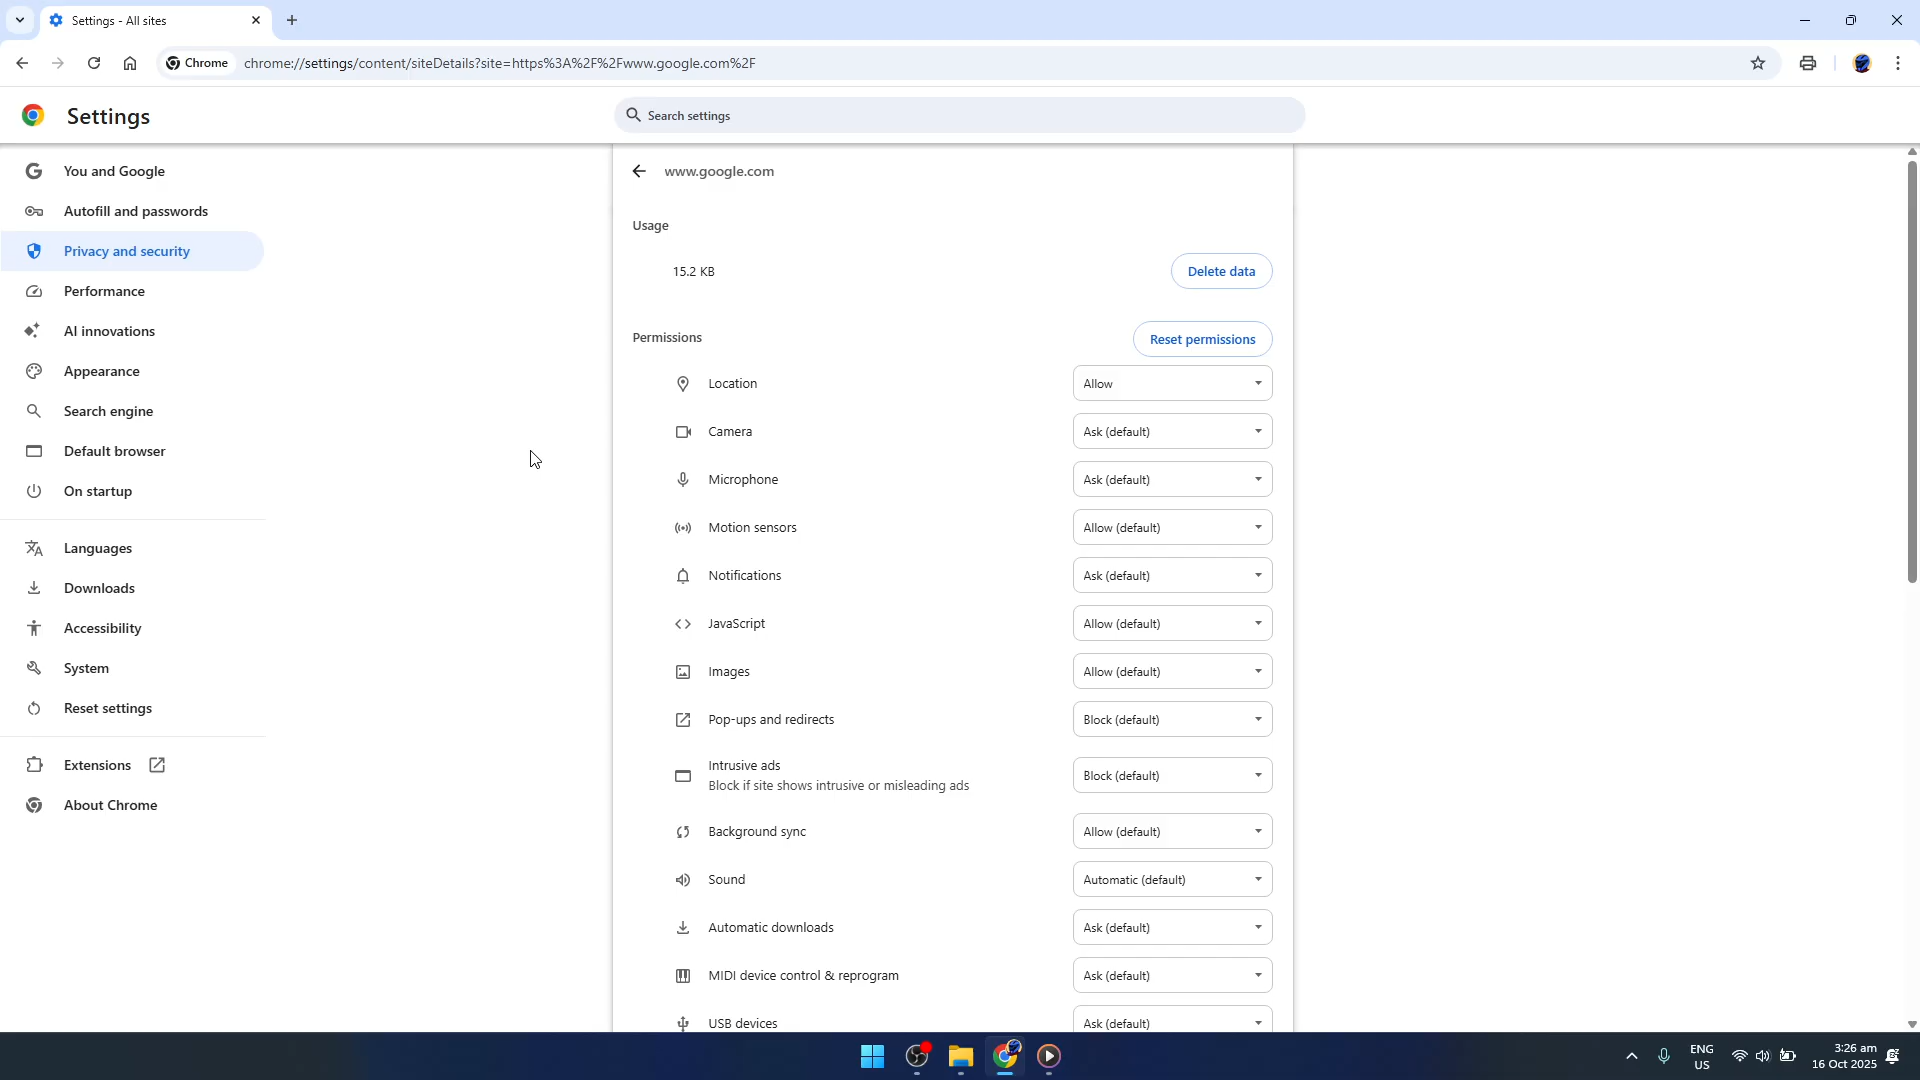 Settings - All sites
Chrome
chrome://settings/content/siteDetails?site=https%3A%2F%2Fwww.google.com%2F
Settings
Search settings
You and Google
Autofill and passwords
Privacy and security
Performance
AI innovations
Appearance
Search engine
Default browser
On startup
Languages
Downloads
Accessibility
System
Reset settings
Extensions
About Chrome
www.google.com
Usage
15.2 KB
Delete data
Permissions
Reset permissions
Location
Allow
Camera
Ask (default)
Microphone
Ask (default)
Motion sensors
Allow (default)
Notifications
Ask (default)
JavaScript
Allow (default)
Images
Allow (default)
Pop-ups and redirects
Block (default)
Intrusive ads
Block if site shows intrusive or misleading ads
Block (default)
Background sync
Allow (default)
Sound
Automatic (default)
Automatic downloads
Ask (default)
MIDI device control & reprogram
Ask (default)
USB devices
Ask (default)
ENG
US
3:26 am
16 Oct 2025